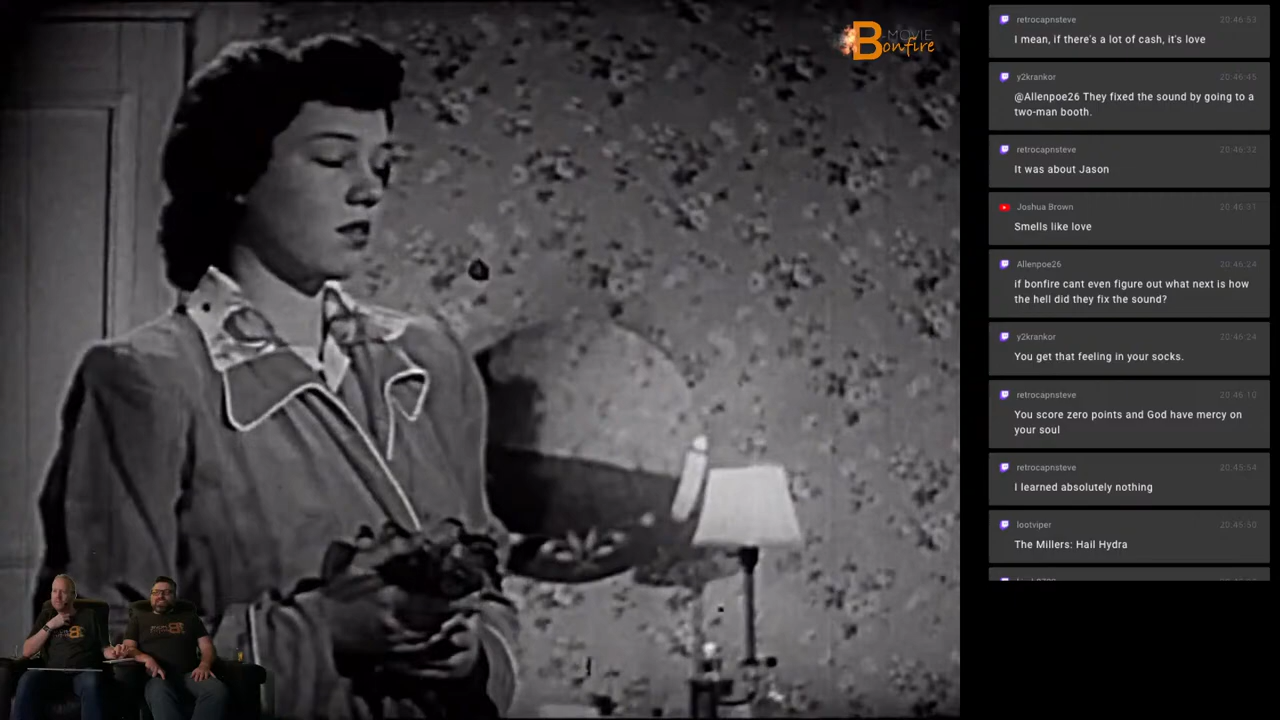 B-MOVIE
Bonfire
retrocapnsteve 20:46:53
I mean, if there's a lot of cash, it's love
y2krankor 20:46:45
@Allenpoe26 They fixed the sound by going to a
two-man booth.
retrocapnsteve 20:46:32
It was about Jason
Joshua Brown 20:46:31
Smells like love
Allenpoe26 20:46:24
if bonfire cant even figure out what next is how
the hell did they fix the sound?
y2krankor 20:46:24
You get that feeling in your socks.
retrocapnsteve 20:46:10
You score zero points and God have mercy on
your soul
retrocapnsteve 20:45:54
I learned absolutely nothing
lootviper 20:45:50
The Millers: Hail Hydra